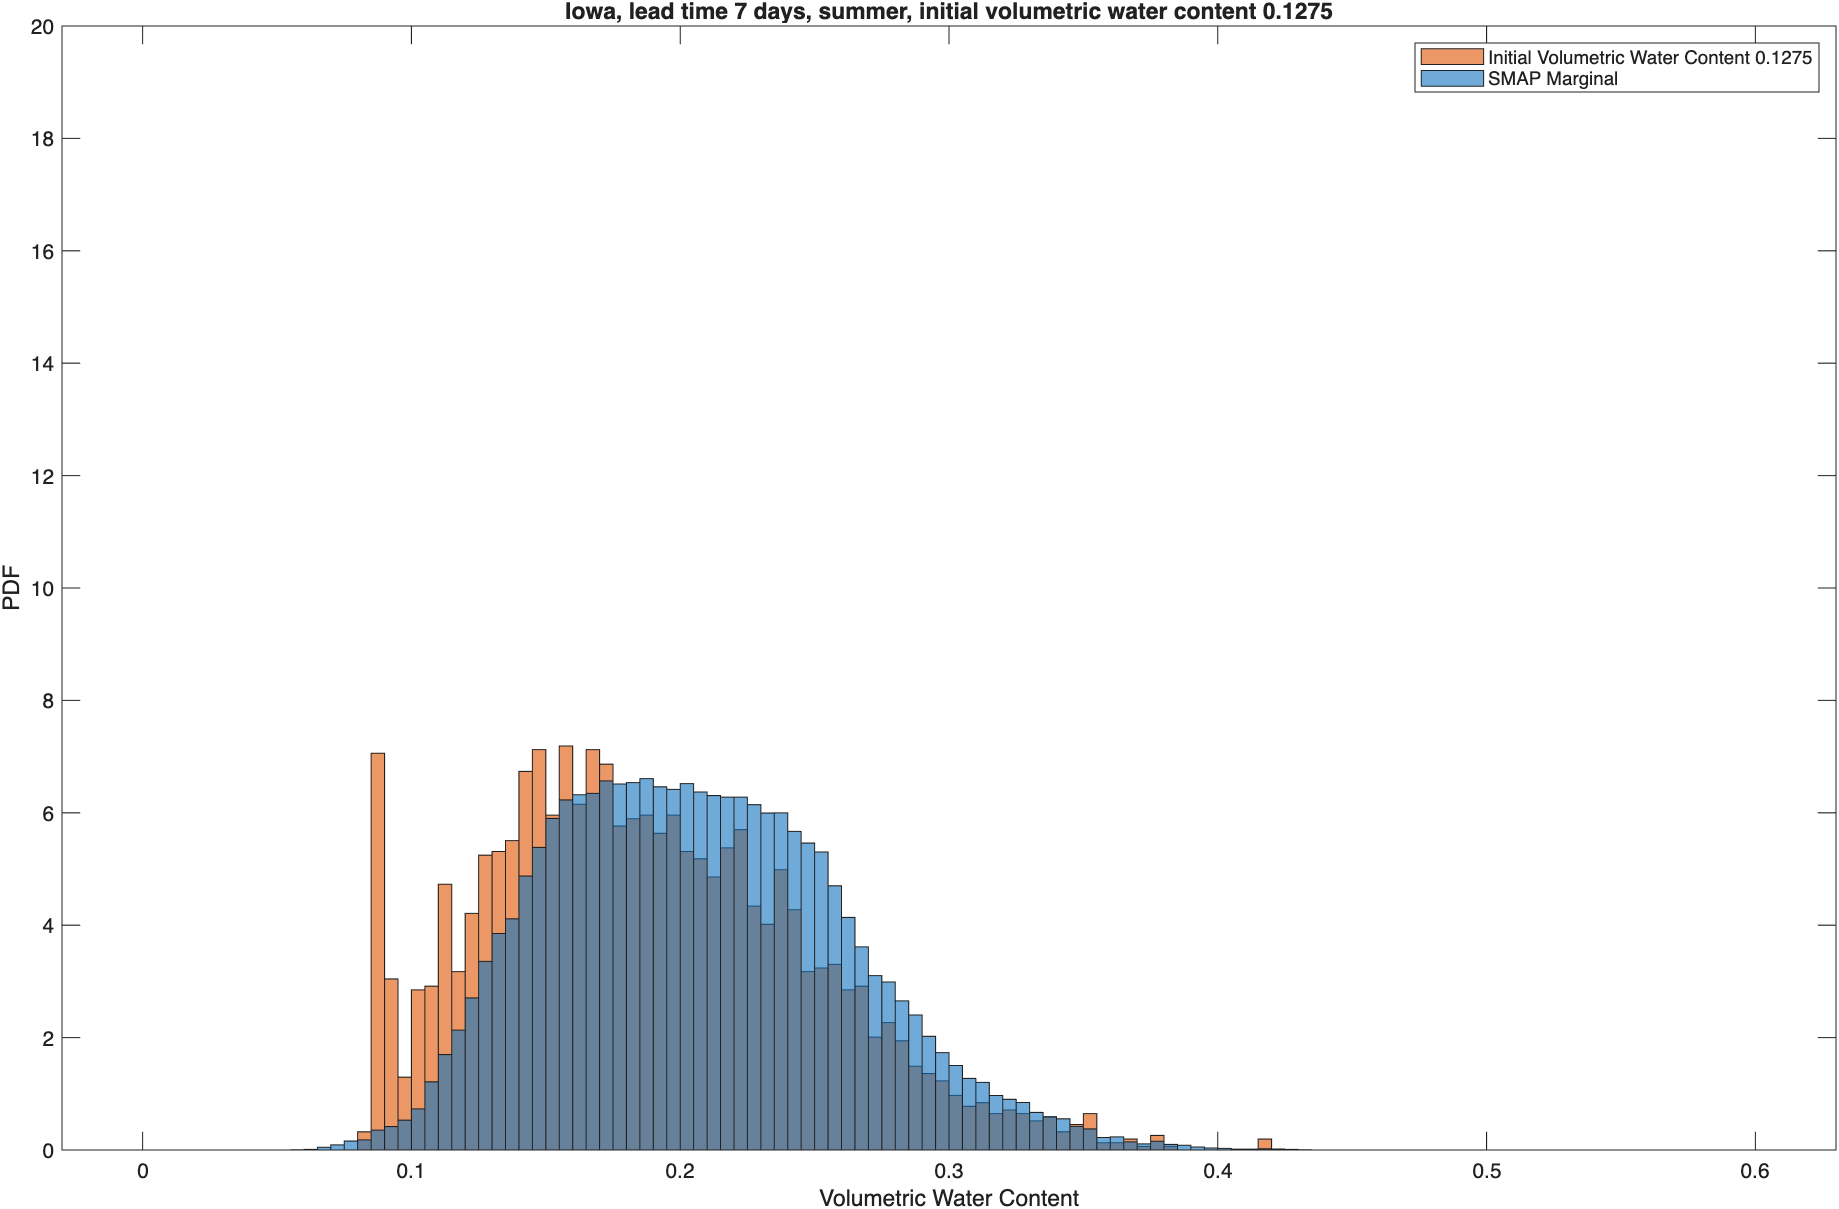 Iowa, lead time 7 days, summer, initial volumetric water content 0.1275
Initial Volumetric Water Content 0.1275
SMAP Marginal
20
18
16
14
12
10
8
6
4
2
0
PDF
0 0.1 0.2 0.3 0.4 0.5 0.6
Volumetric Water Content